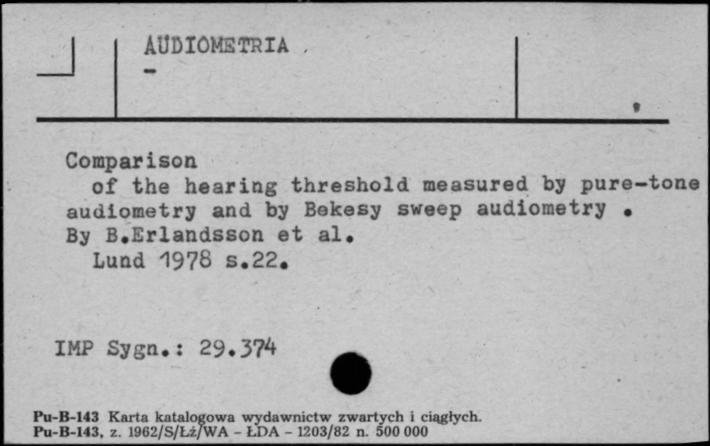 AUDIOMETRIA
-
Comparison
of the hearing threshold measured by pure-tone
audiometry and by Bekesy sweep audiometry .
By B.Erlandsson et al.
Lund 1978 s.22.
IMP Sygn.: 29.374
Pu-B-143 Karta katalogowa wydawnictw zwartych i ciągłych.
Pu-B-143, z. 1962/S/Łź/WA - ŁDA - 1203/82 n. 500 000